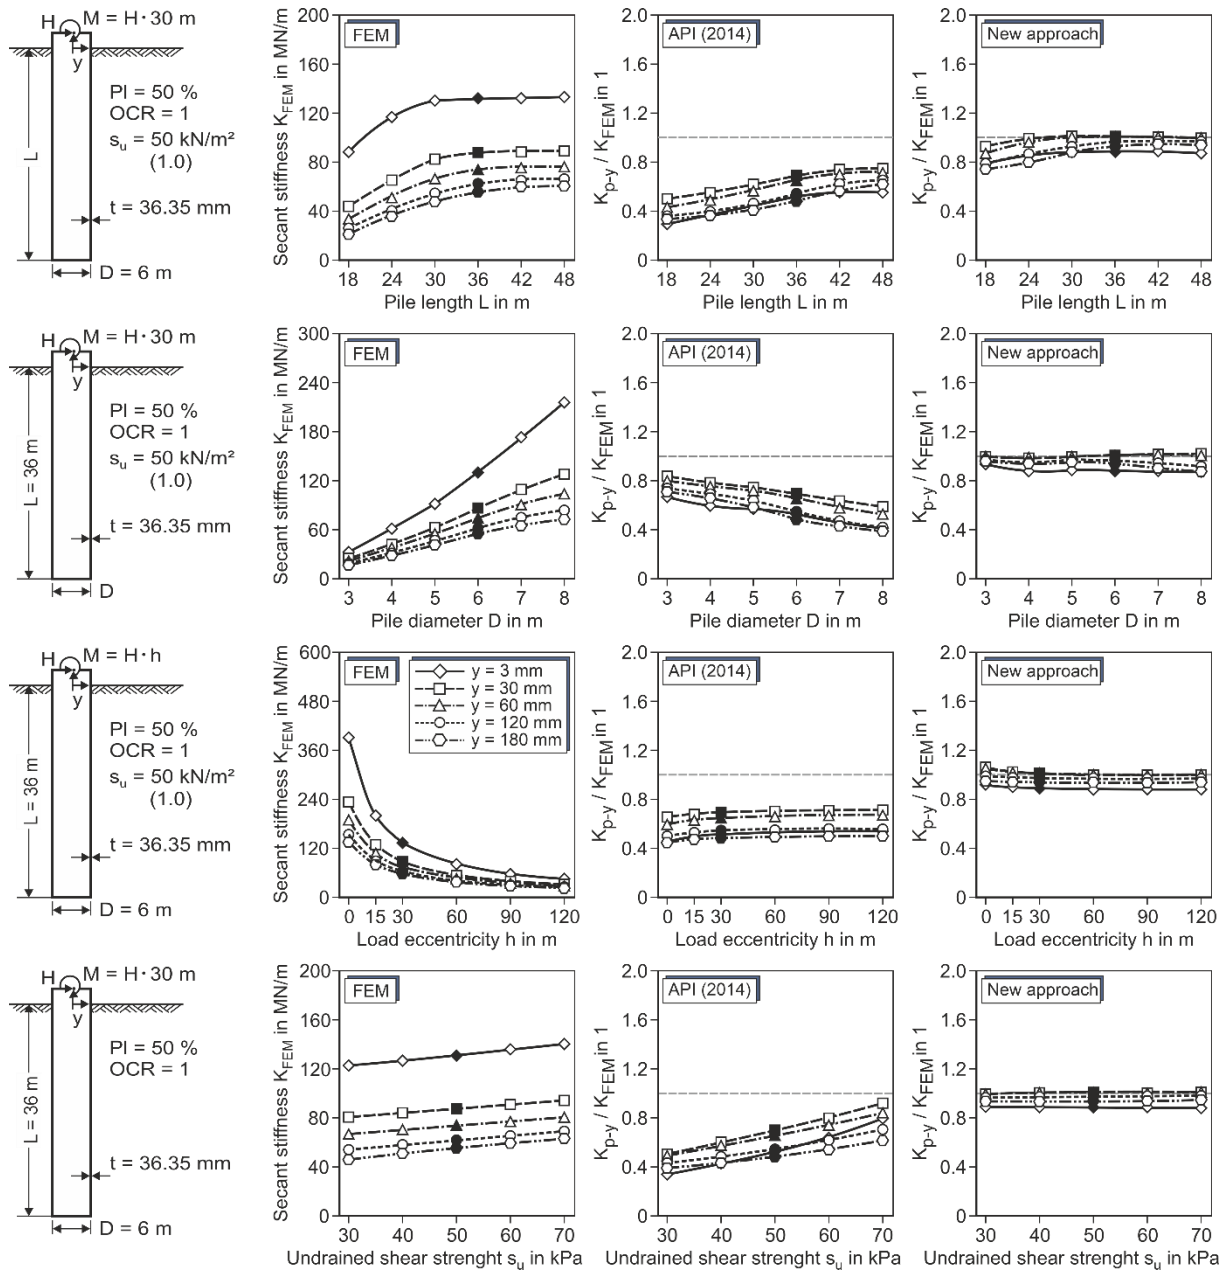 H
M = H · 30 m
y
PI = 50 %
OCR = 1
s_u = 50 kN/m²
(1.0)
L
t = 36.35 mm
D = 6 m
Secant stiffness K_FEM in MN/m
200
160
120
80
40
0
FEM
18 24 30 36 42 48
Pile length L in m
K_p-y / K_FEM in 1
2.0
1.6
1.2
0.8
0.4
0
API (2014)
18 24 30 36 42 48
Pile length L in m
K_p-y / K_FEM in 1
2.0
1.6
1.2
0.8
0.4
0
New approach
18 24 30 36 42 48
Pile length L in m
H
M = H · 30 m
y
PI = 50 %
OCR = 1
s_u = 50 kN/m²
(1.0)
L = 36 m
t = 36.35 mm
D
Secant stiffness K_FEM in MN/m
300
240
180
120
60
0
FEM
3 4 5 6 7 8
Pile diameter D in m
K_p-y / K_FEM in 1
2.0
1.6
1.2
0.8
0.4
0
API (2014)
3 4 5 6 7 8
Pile diameter D in m
K_p-y / K_FEM in 1
2.0
1.6
1.2
0.8
0.4
0
New approach
3 4 5 6 7 8
Pile diameter D in m
H
M = H · h
y
PI = 50 %
OCR = 1
s_u = 50 kN/m²
(1.0)
L = 36 m
t = 36.35 mm
D = 6 m
Secant stiffness K_FEM in MN/m
600
480
360
240
120
0
FEM
y = 3 mm
y = 30 mm
y = 60 mm
y = 120 mm
y = 180 mm
0 15 30 60 90 120
Load eccentricity h in m
K_p-y / K_FEM in 1
2.0
1.6
1.2
0.8
0.4
0
API (2014)
0 15 30 60 90 120
Load eccentricity h in m
K_p-y / K_FEM in 1
2.0
1.6
1.2
0.8
0.4
0
New approach
0 15 30 60 90 120
Load eccentricity h in m
H
M = H · 30 m
y
PI = 50 %
OCR = 1
L = 36 m
t = 36.35 mm
D = 6 m
Secant stiffness K_FEM in MN/m
200
160
120
80
40
0
FEM
30 40 50 60 70
Undrained shear strenght s_u in kPa
K_p-y / K_FEM in 1
2.0
1.6
1.2
0.8
0.4
0
API (2014)
30 40 50 60 70
Undrained shear strenght s_u in kPa
K_p-y / K_FEM in 1
2.0
1.6
1.2
0.8
0.4
0
New approach
30 40 50 60 70
Undrained shear strenght s_u in kPa